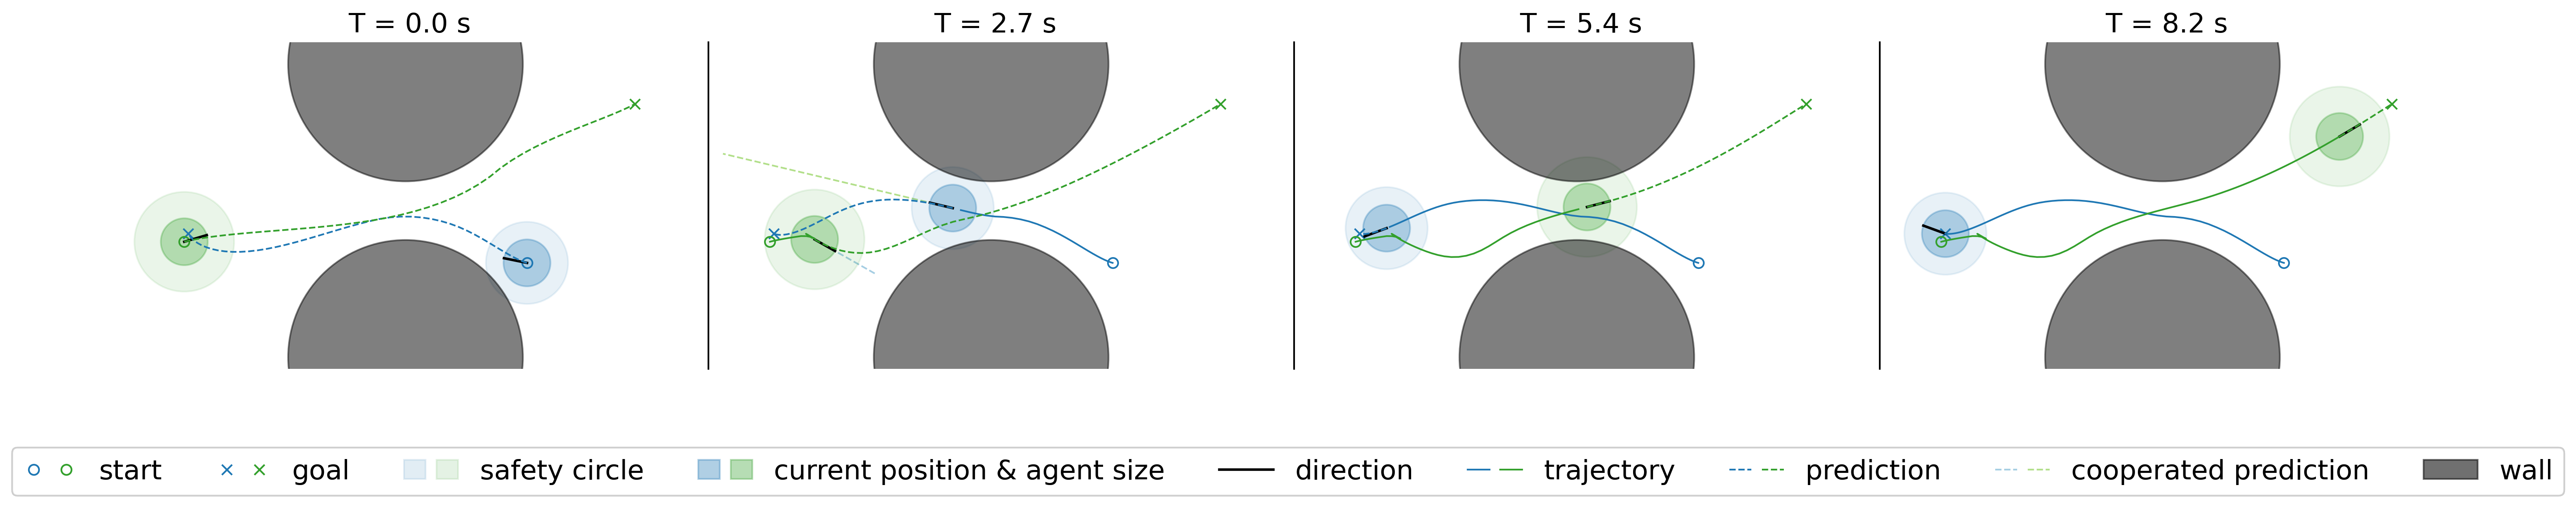 T = 0.0 s
T = 2.7 s
T = 5.4 s
T = 8.2 s
start goal safety circle current position & agent size direction trajectory prediction cooperated prediction wall